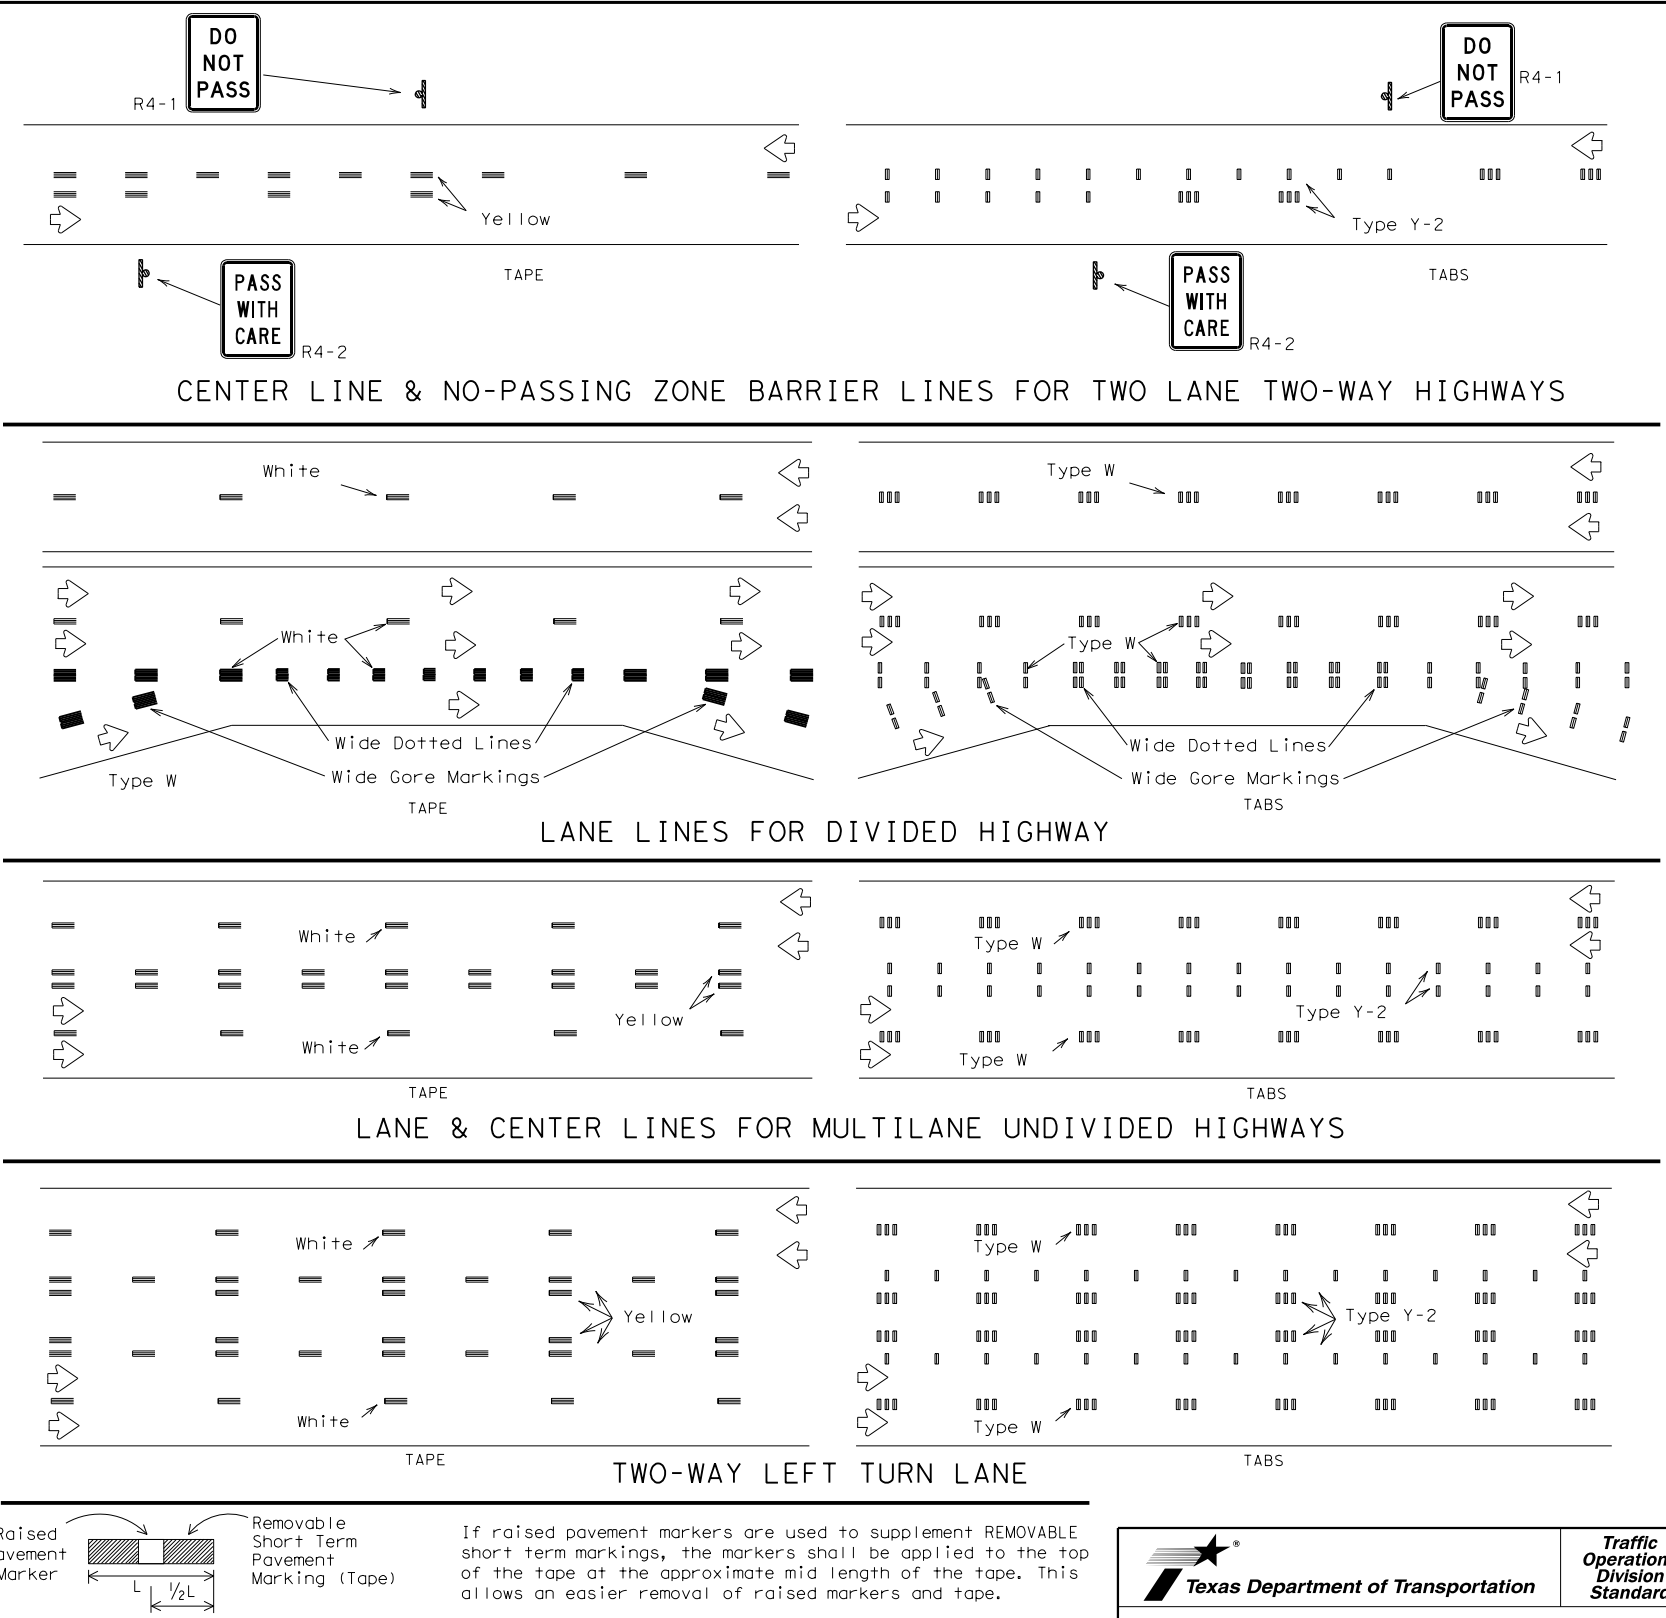 DO
NOT
PASS
R4-1
DO
NOT
PASS
R4-1
Yellow
Type Y-2
PASS
WITH
CARE
R4-2
TAPE
PASS
WITH
CARE
R4-2
TABS
CENTER LINE & NO-PASSING ZONE BARRIER LINES FOR TWO LANE TWO-WAY HIGHWAYS
White
Type W
White
Type W
Wide Dotted Lines
Wide Dotted Lines
Type W
Wide Gore Markings
Wide Gore Markings
TAPE
TABS
LANE LINES FOR DIVIDED HIGHWAY
White
Type W
Yellow
Type Y-2
White
Type W
TAPE
TABS
LANE & CENTER LINES FOR MULTILANE UNDIVIDED HIGHWAYS
White
Type W
Yellow
Type Y-2
White
Type W
TAPE
TABS
TWO-WAY LEFT TURN LANE
Raised
Pavement
Marker
Removable
Short Term
Pavement
Marking (Tape)
L
1/2L
If raised pavement markers are used to supplement REMOVABLE
short term markings, the markers shall be applied to the top
of the tape at the approximate mid length of the tape. This
allows an easier removal of raised markers and tape.
®
Texas Department of Transportation
Traffic
Operation
Division
Standard